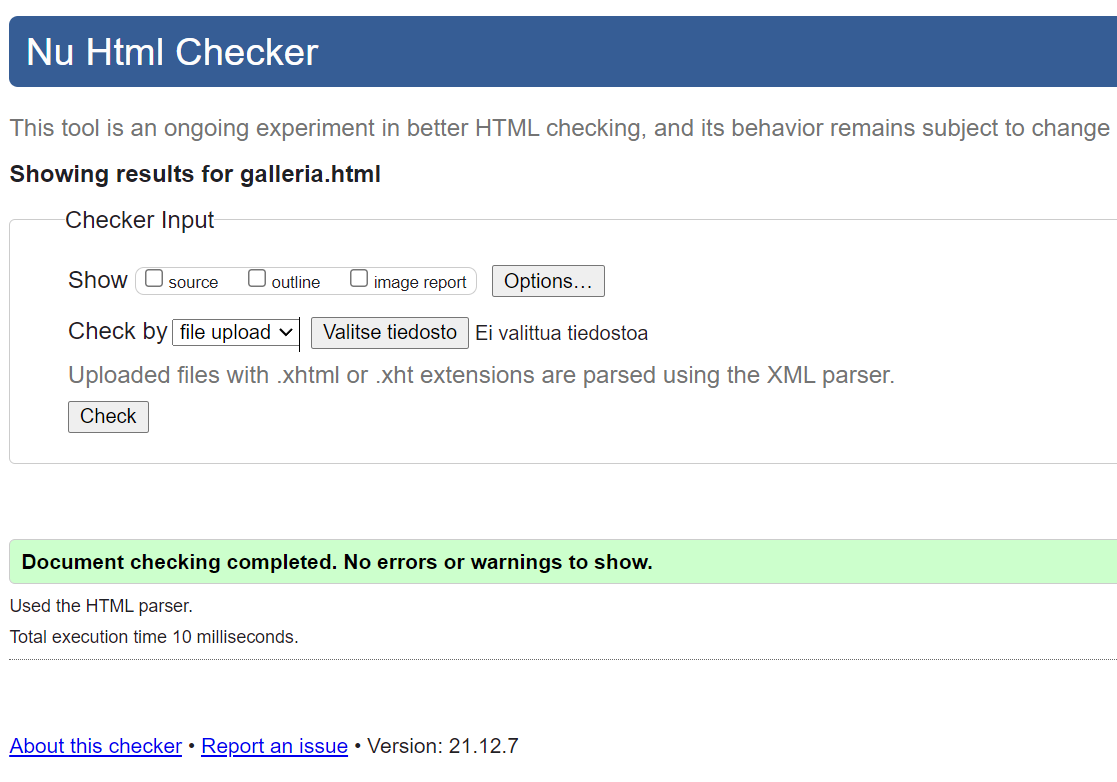 Nu Html Checker
This tool is an ongoing experiment in better HTML checking, and its behavior remains subject to change
Showing results for galleria.html
Checker Input
Show source outline image report Options...
Check by file upload Valitse tiedosto Ei valittua tiedostoa
Uploaded files with .xhtml or .xht extensions are parsed using the XML parser.
Check
Document checking completed. No errors or warnings to show.
Used the HTML parser.
Total execution time 10 milliseconds.
About this checker • Report an issue • Version: 21.12.7